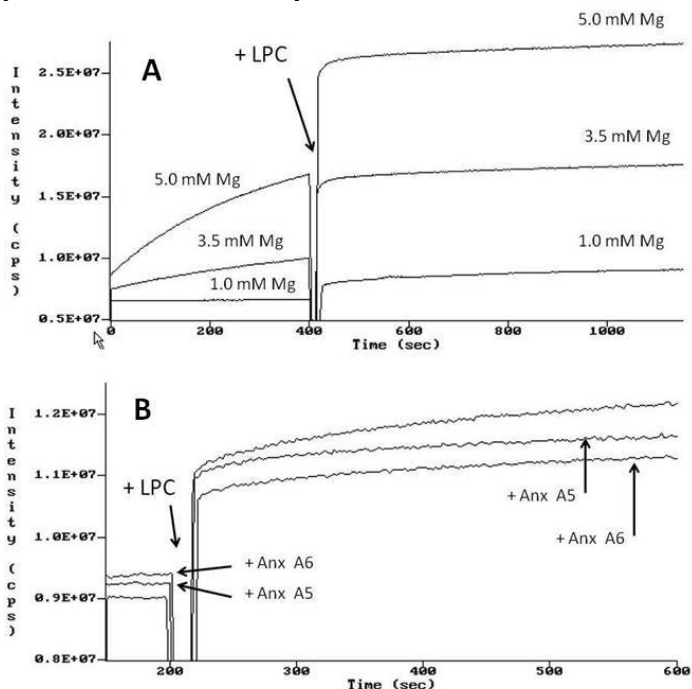 5.0 mM Mg
A
+ LPC
2.5E+07
2.0E+07
3.5 mM Mg
5.0 mM Mg
1.5E+07
3.5 mM Mg
1.0 mM Mg
1.0E+07
1.0 mM Mg
0.5E+07
Intensity (cps)
0 200 400 600 800 1000
Time (sec)
B
1.2E+07
1.1E+07
+ LPC
+ Anx A5
+ Anx A6
1.0E+07
+ Anx A6
+ Anx A5
0.9E+07
0.8E+07
Intensity (cps)
200 300 400 500 600
Time (sec)